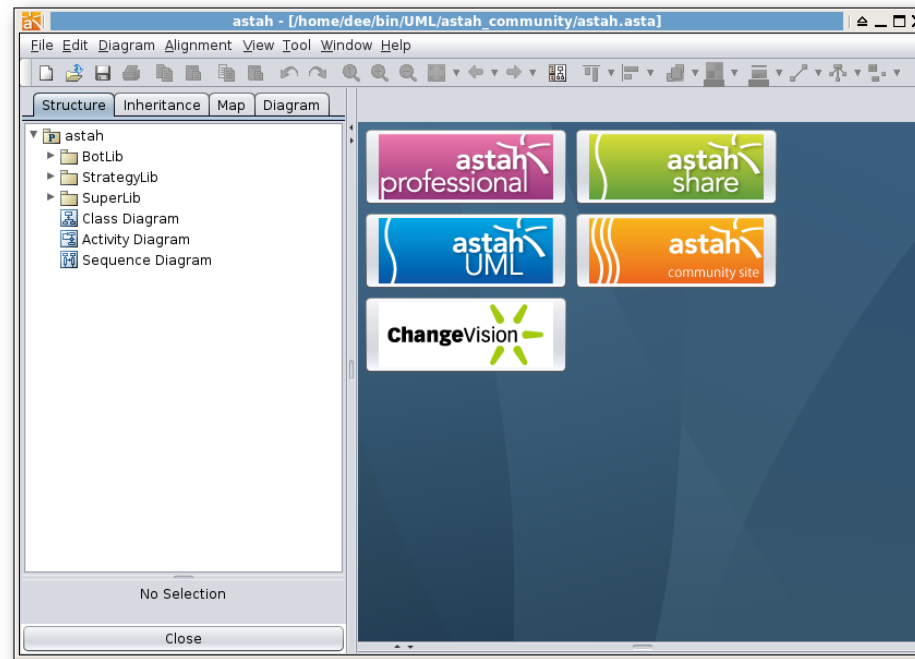 astah - [/home/dee/bin/UML/astah_community/astah.asta]
File Edit Diagram Alignment View Tool Window Help
Structure Inheritance Map Diagram
astah
BotLib
StrategyLib
SuperLib
Class Diagram
Activity Diagram
Sequence Diagram
No Selection
Close
astah
professional
astah
share
astah
UML
astah
community site
ChangeVision